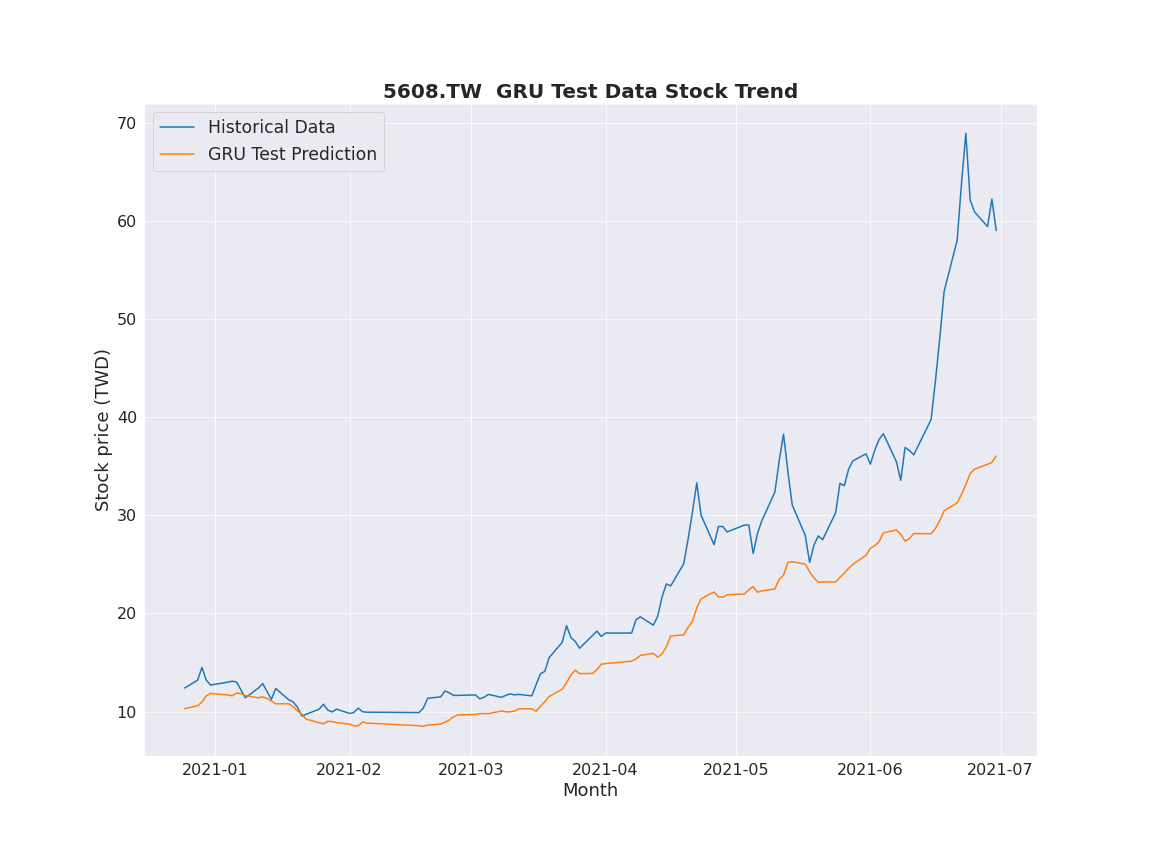 5608.TW  GRU Test Data Stock Trend
Historical Data
GRU Test Prediction
70
60
50
40
30
20
10
Stock price (TWD)
2021-01 2021-02 2021-03 2021-04 2021-05 2021-06 2021-07
Month